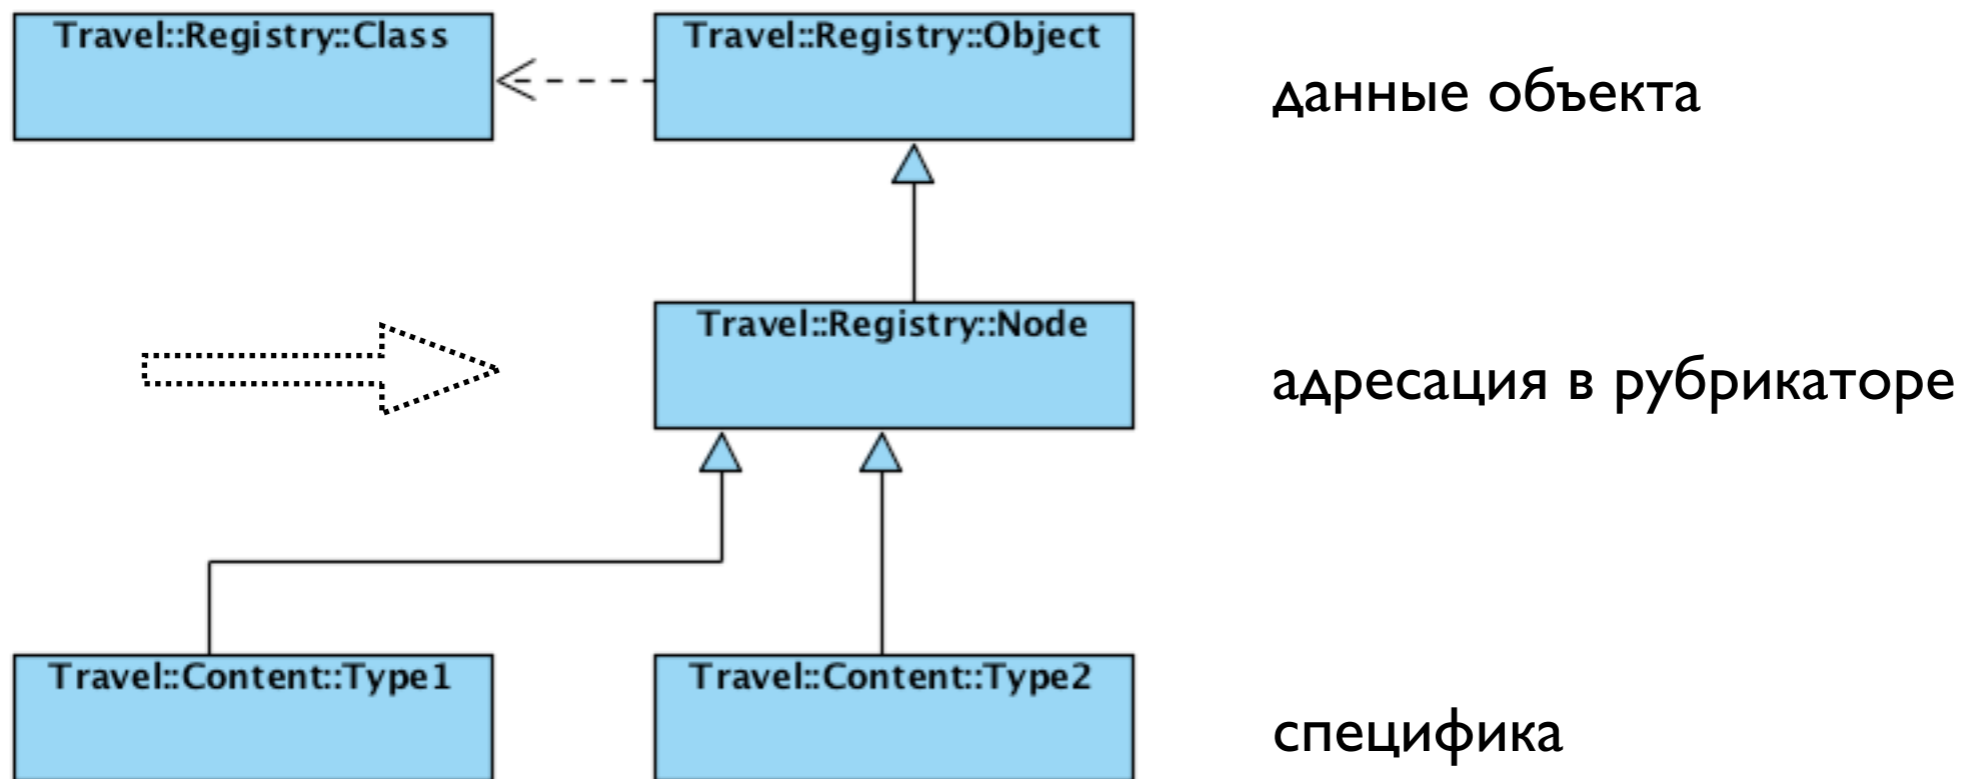 Travel::Registry::Class
Travel::Registry::Object
данные объекта
Travel::Registry::Node
адресация в рубрикаторе
Travel::Content::Type1
Travel::Content::Type2
специфика